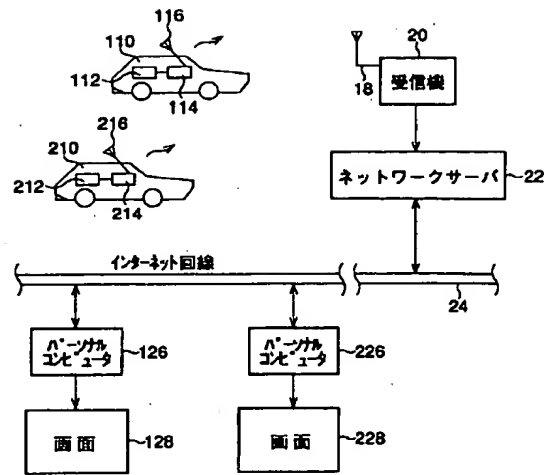 116
110
112
114
216
210
212
214
20
18
受信機
ネットワークサーバ
22
インターネット回線
24
パーソナル
コンピュータ
126
パーソナル
コンピュータ
226
画面
128
画面
228